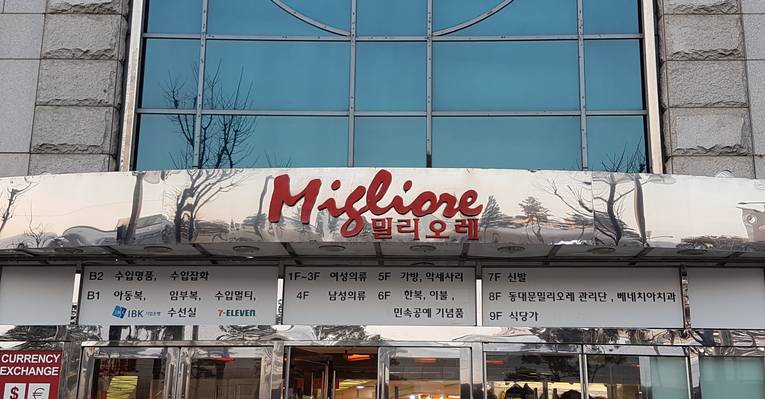 Migliore
밀리오레
B2 수입명품, 수입잡화
B1 아동복, 임부복, 수입멀티,
IBK 기업은행 수선실 7-ELEVEN
1F~3F 여성의류 5F 가방, 악세사리
4F 남성의류 6F 한복, 이불,
민속공예 기념품
7F 신발
8F 동대문밀리오레 관리단, 베네치아치과
9F 식당가
CURRENCY
EXCHANGE
$ €